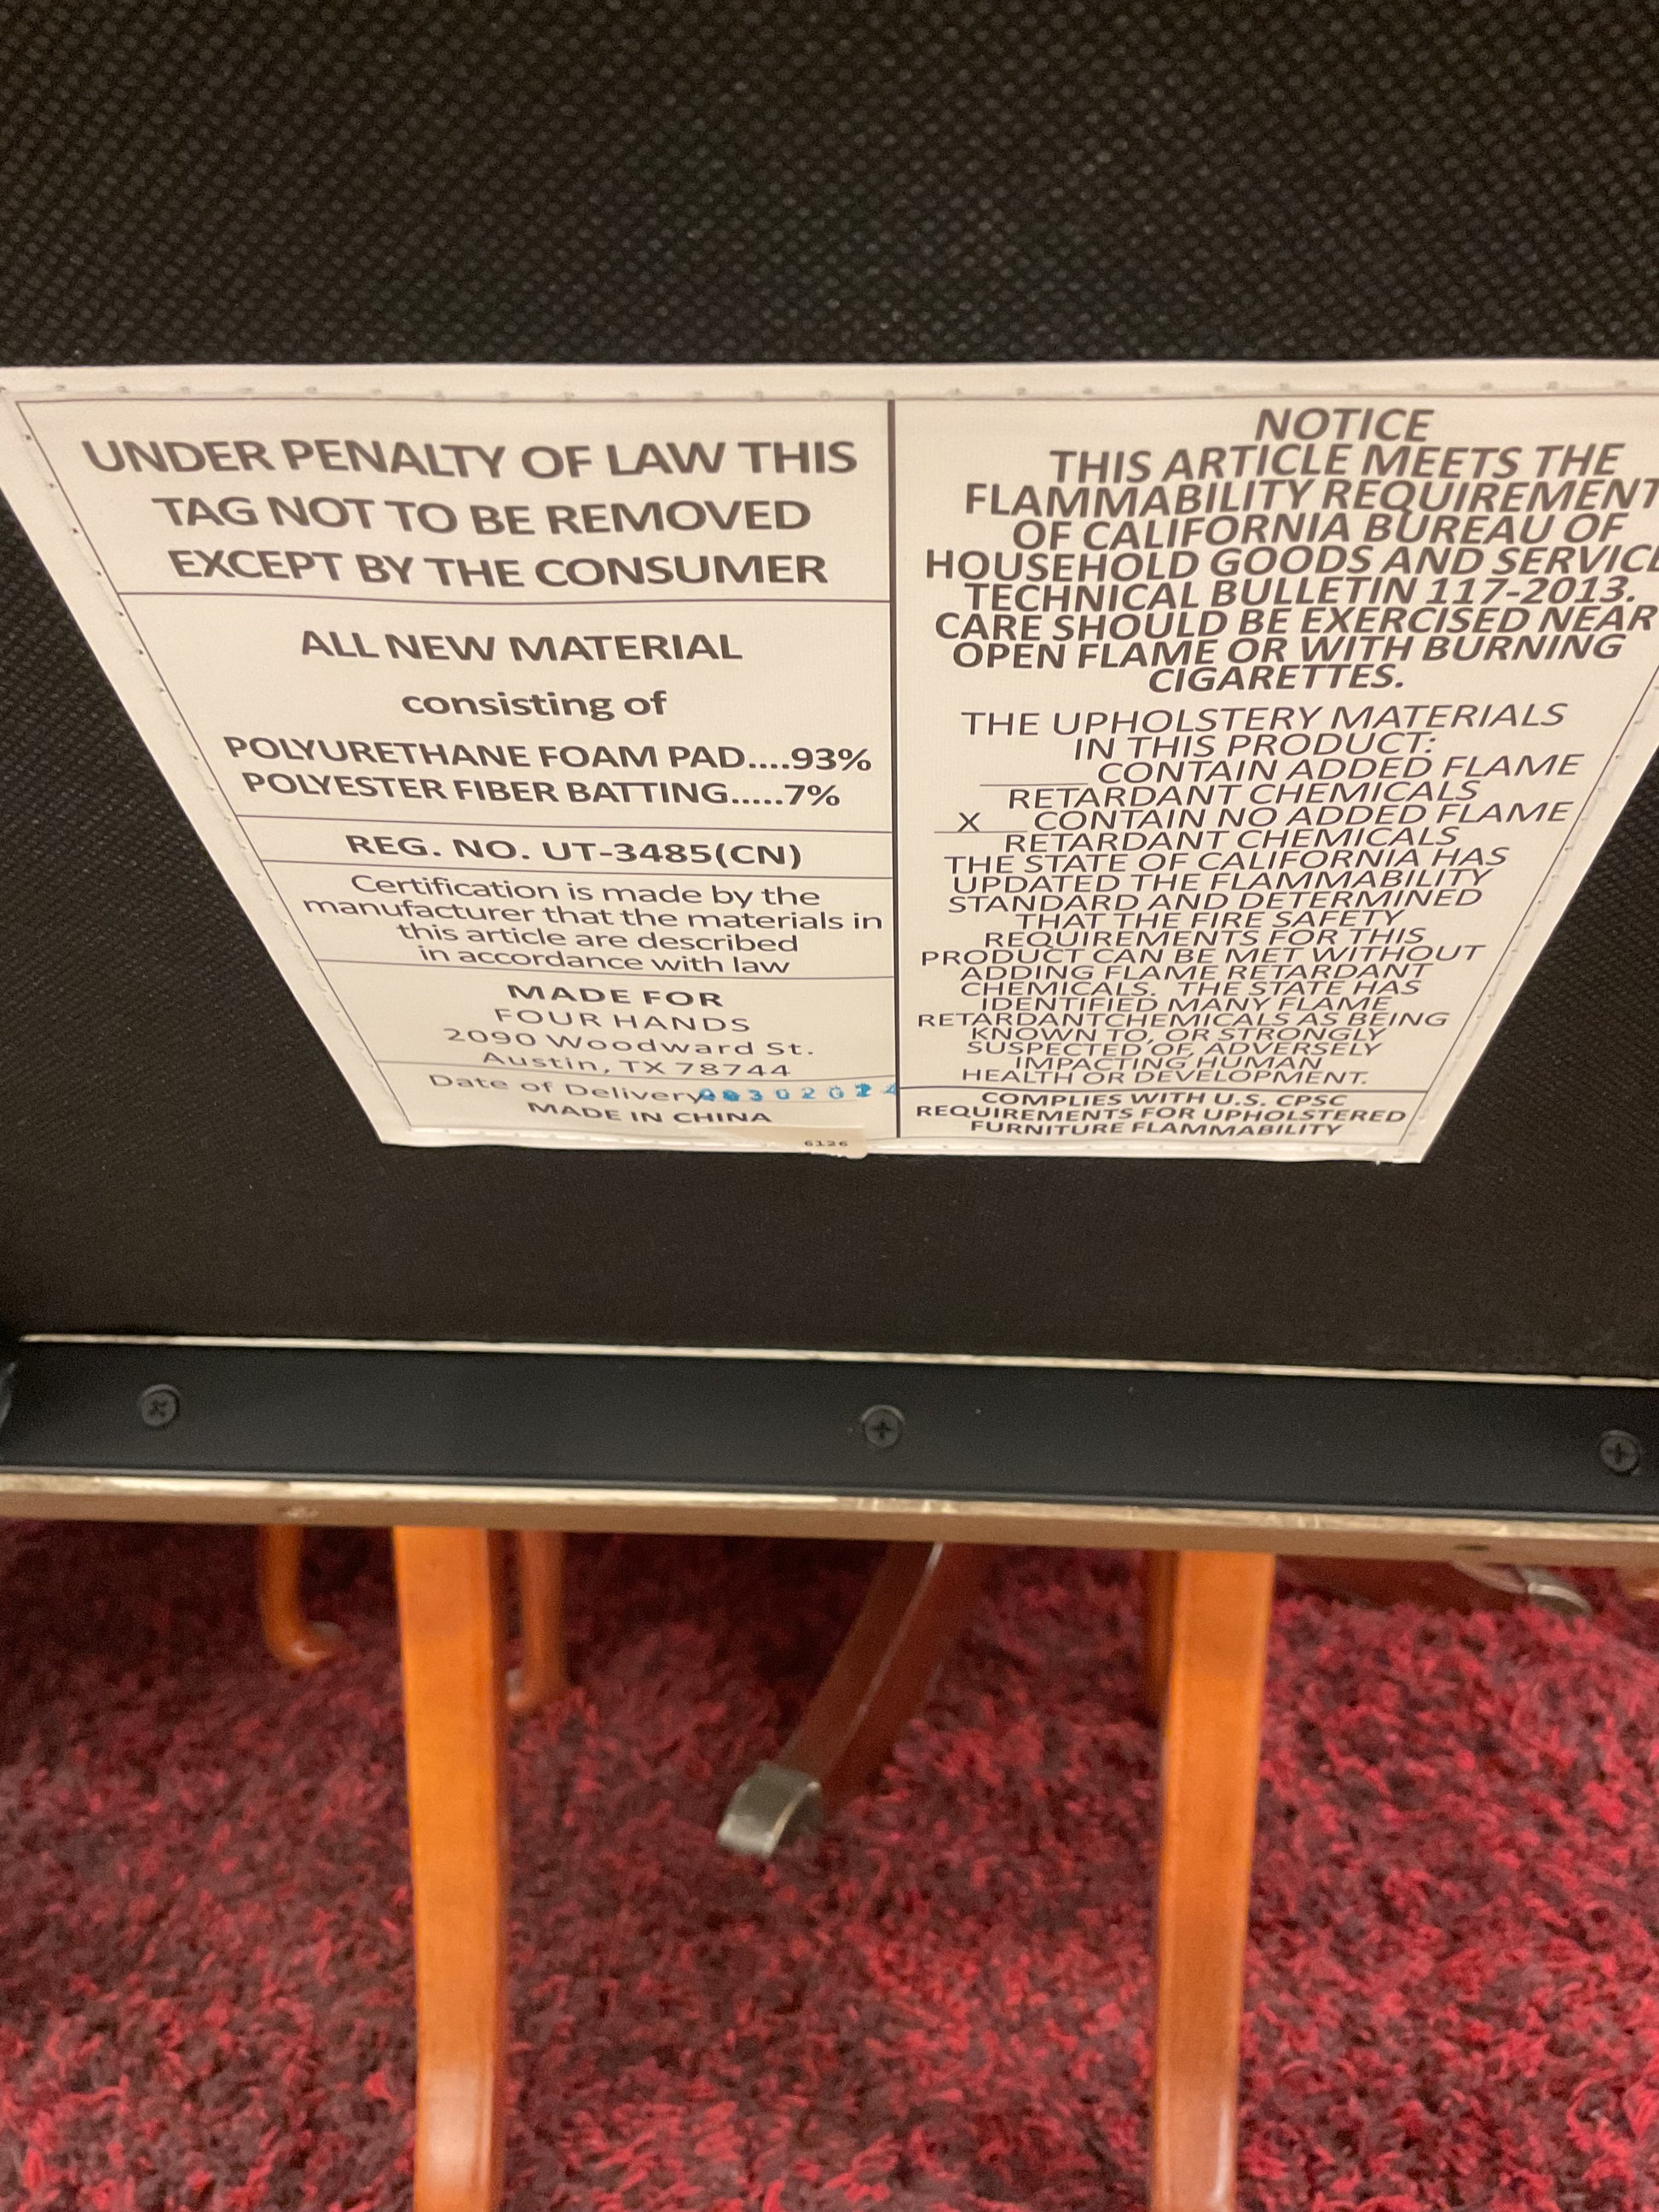 UNDER PENALTY OF LAW THIS
TAG NOT TO BE REMOVED
EXCEPT BY THE CONSUMER
ALL NEW MATERIAL
consisting of
POLYURETHANE FOAM PAD....93%
POLYESTER FIBER BATTING.....7%
REG. NO. UT-3485(CN)
Certification is made by the
manufacturer that the materials in
this article are described
in accordance with law
MADE FOR
FOUR HANDS
2090 Woodward St.
Austin, TX 78744
Date of Delivery
MADE IN CHINA
6126
NOTICE
THIS ARTICLE MEETS THE
FLAMMABILITY REQUIREMENT
OF CALIFORNIA BUREAU OF
HOUSEHOLD GOODS AND SERVICE
TECHNICAL BULLETIN 117-2013.
CARE SHOULD BE EXERCISED NEAR
OPEN FLAME OR WITH BURNING
CIGARETTES.
THE UPHOLSTERY MATERIALS
IN THIS PRODUCT:
______ CONTAIN ADDED FLAME
RETARDANT CHEMICALS
__X___ CONTAIN NO ADDED FLAME
RETARDANT CHEMICALS
THE STATE OF CALIFORNIA HAS
UPDATED THE FLAMMABILITY
STANDARD AND DETERMINED
THAT THE FIRE SAFETY
REQUIREMENTS FOR THIS
PRODUCT CAN BE MET WITHOUT
ADDING FLAME RETARDANT
CHEMICALS. THE STATE HAS
IDENTIFIED MANY FLAME
RETARDANTCHEMICALS AS BEING
KNOWN TO, OR STRONGLY
SUSPECTED OF, ADVERSELY
IMPACTING HUMAN
HEALTH OR DEVELOPMENT.
COMPLIES WITH U.S. CPSC
REQUIREMENTS FOR UPHOLSTERED
FURNITURE FLAMMABILITY